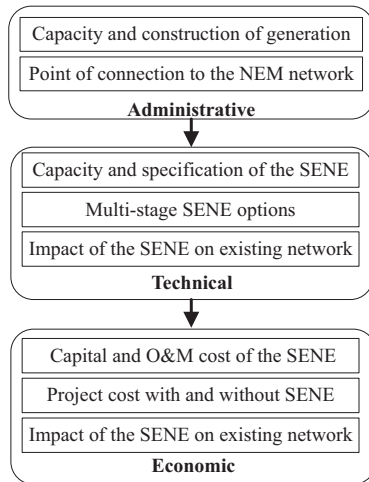 Capacity and construction of generation
Point of connection to the NEM network
Administrative
Capacity and specification of the SENE
Multi-stage SENE options
Impact of the SENE on existing network
Technical
Capital and O&M cost of the SENE
Project cost with and without SENE
Impact of the SENE on existing network
Economic